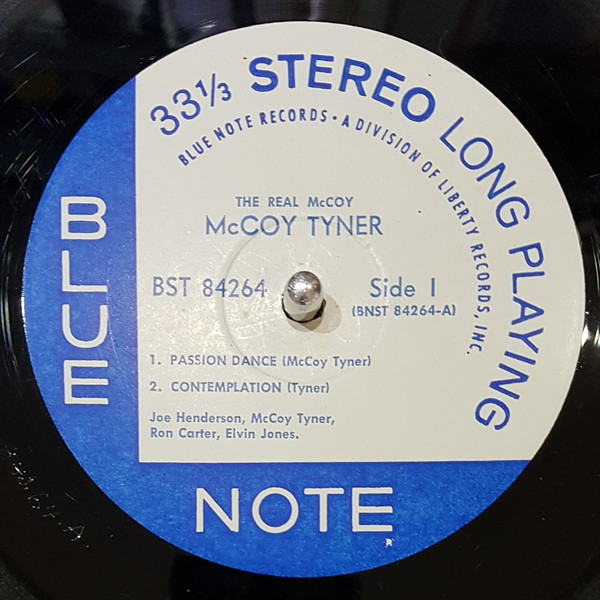 33 1/3 STEREO LONG PLAYING
BLUE NOTE RECORDS • A DIVISION OF LIBERTY RECORDS, INC.
THE REAL McCOY
McCOY TYNER
BST 84264
Side 1
(BNST 84264-A)
1. PASSION DANCE (McCoy Tyner)
2. CONTEMPLATION (Tyner)
Joe Henderson, McCoy Tyner,
Ron Carter, Elvin Jones.
BLUE
NOTE
R